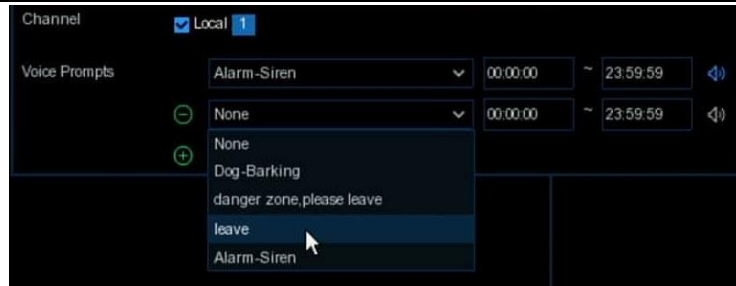 Channel Local 1
Voice Prompts Alarm-Siren 00:00:00 ~ 23:59:59
None 00:00:00 ~ 23:59:59
None
Dog-Barking
danger zone,please leave
leave
Alarm-Siren